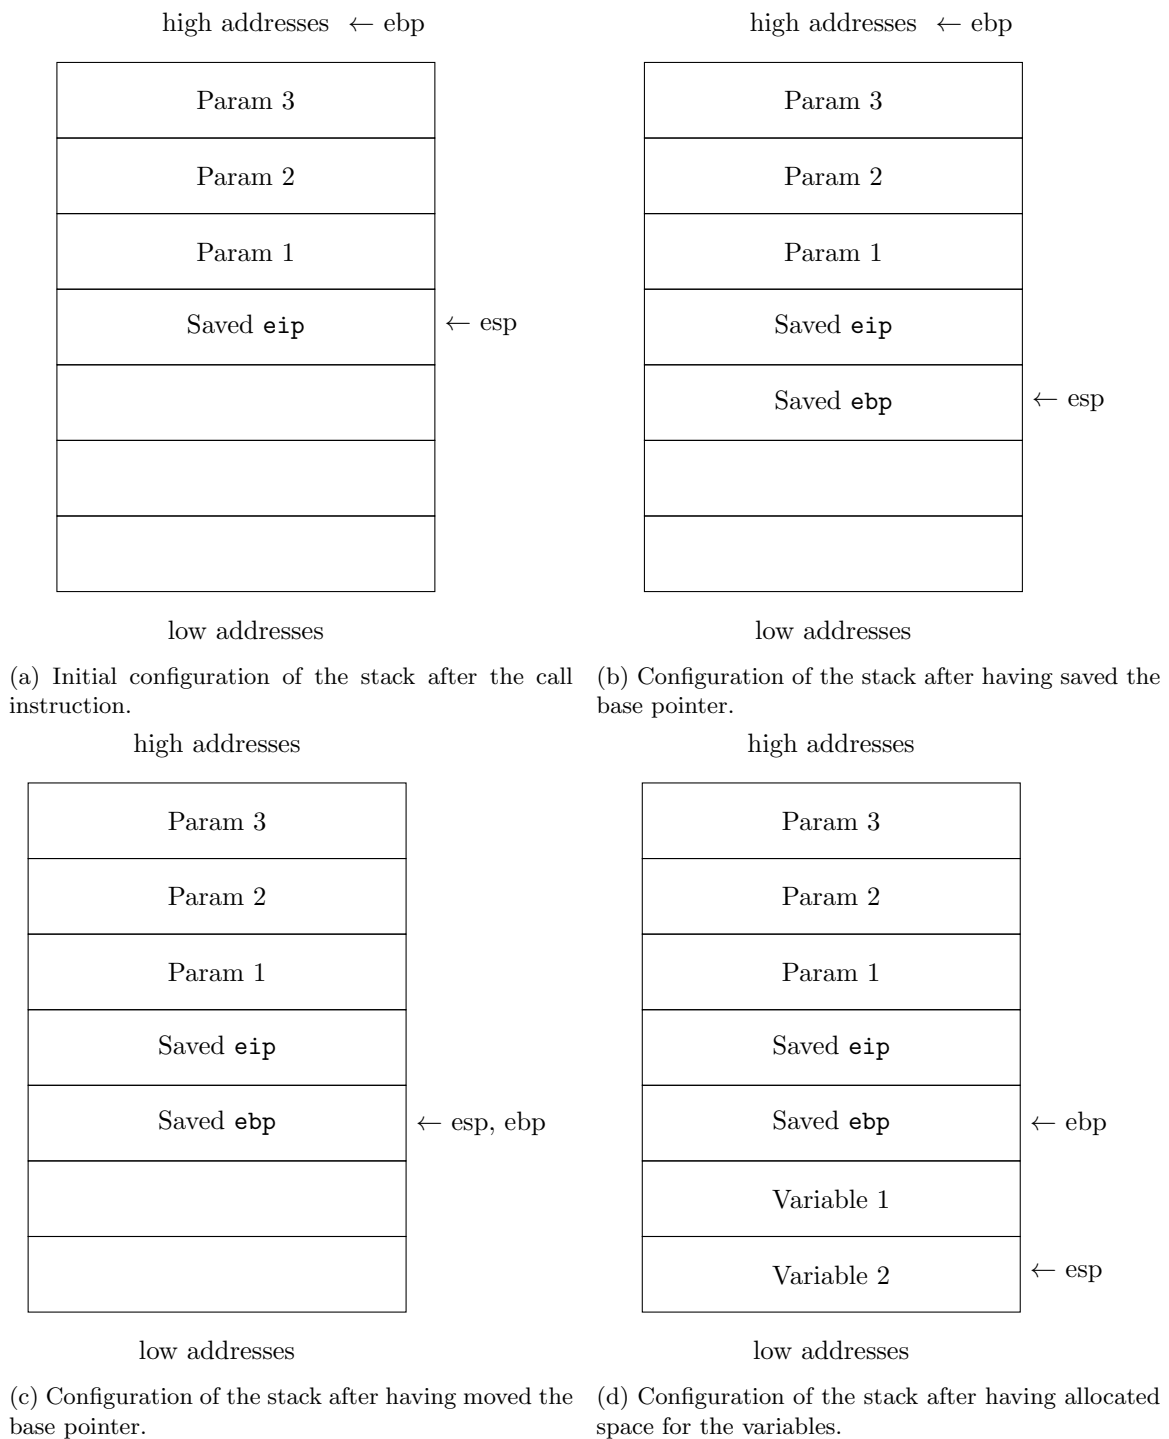 high addresses ← ebp
Param 3
Param 2
Param 1
Saved eip
← esp
low addresses
(a) Initial configuration of the stack after the call
instruction.
high addresses ← ebp
Param 3
Param 2
Param 1
Saved eip
Saved ebp
← esp
low addresses
(b) Configuration of the stack after having saved the
base pointer.
high addresses
Param 3
Param 2
Param 1
Saved eip
Saved ebp
← esp, ebp
low addresses
(c) Configuration of the stack after having moved the
base pointer.
high addresses
Param 3
Param 2
Param 1
Saved eip
Saved ebp
← ebp
Variable 1
Variable 2
← esp
low addresses
(d) Configuration of the stack after having allocated
space for the variables.